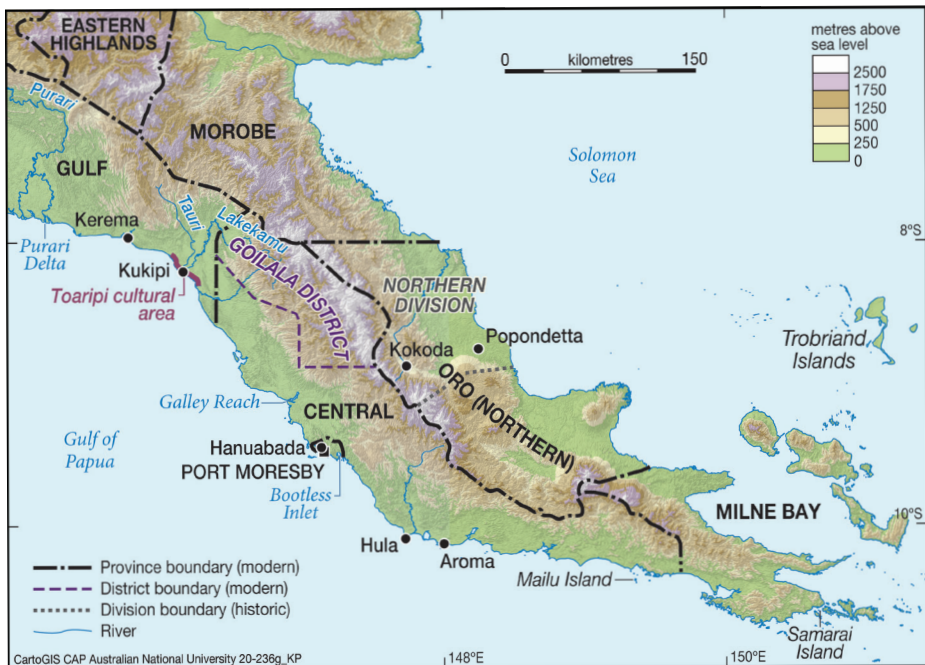 EASTERN
HIGHLANDS
Purari
MOROBE
GULF
Tauri
Lakekamu
Kerema
Purari
Delta
Kukipi
Toaripi cultural
area
GOILALA DISTRICT
NORTHERN
DIVISION
Popondetta
Kokoda
ORO (NORTHERN)
Galley Reach
CENTRAL
Gulf of
Papua
Hanuabada
PORT MORESBY
Bootless
Inlet
Hula
Aroma
Mailu Island
MILNE BAY
Samarai
Island
Solomon
Sea
Trobriand
Islands
0 kilometres 150
metres above
sea level
2500
1750
1250
500
250
0
8°S
10°S
148°E
150°E
Province boundary (modern)
District boundary (modern)
Division boundary (historic)
River
CartoGIS CAP Australian National University 20-236g_KP